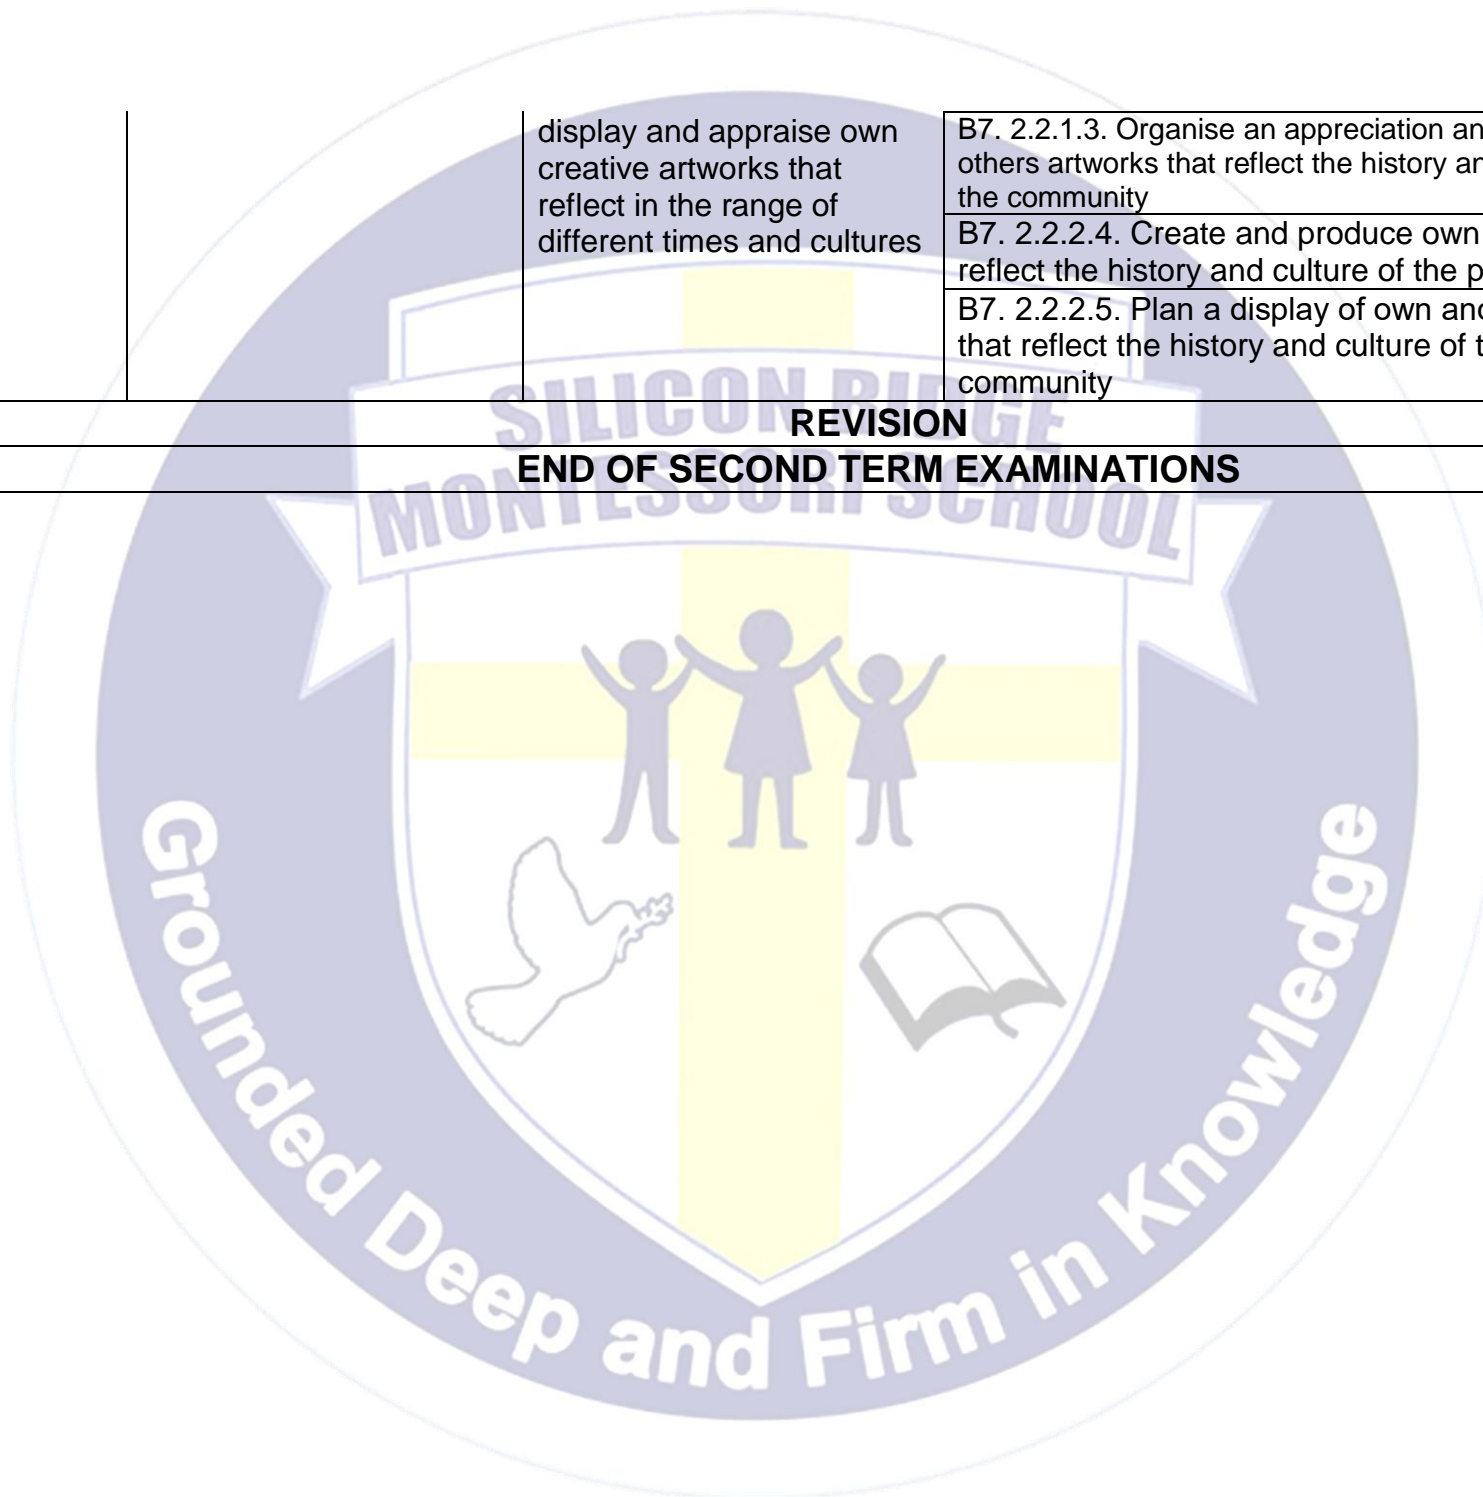 display and appraise own
creative artworks that
reflect in the range of
different times and cultures
B7. 2.2.1.3. Organise an appreciation
others artworks that reflect the history
the community
B7. 2.2.2.4. Create and produce own
reflect the history and culture of the
B7. 2.2.2.5. Plan a display of own
that reflect the history and culture of
community
REVISION
END OF SECOND TERM EXAMINATIONS
SILICON RIDGE
MONTESSORI SCHOOL
Grounded Deep and Firm in Knowledge